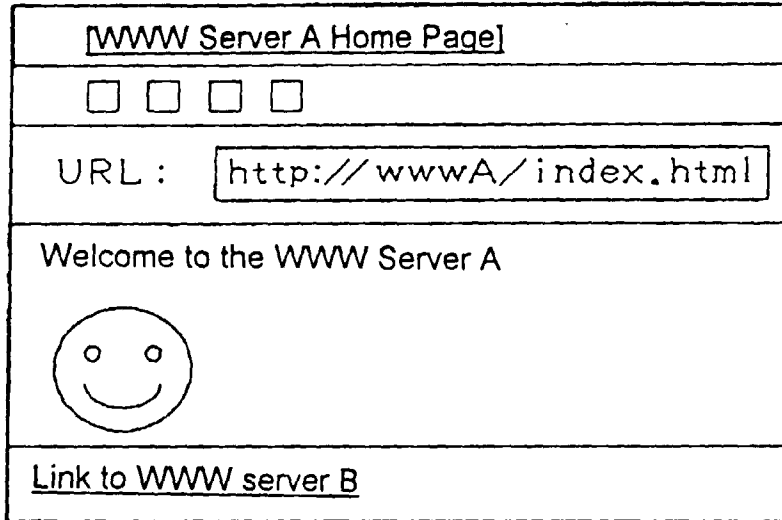 [WWW Server A Home Page]
URL: http://wwwA/index.html
Welcome to the WWW Server A
Link to WWW server B